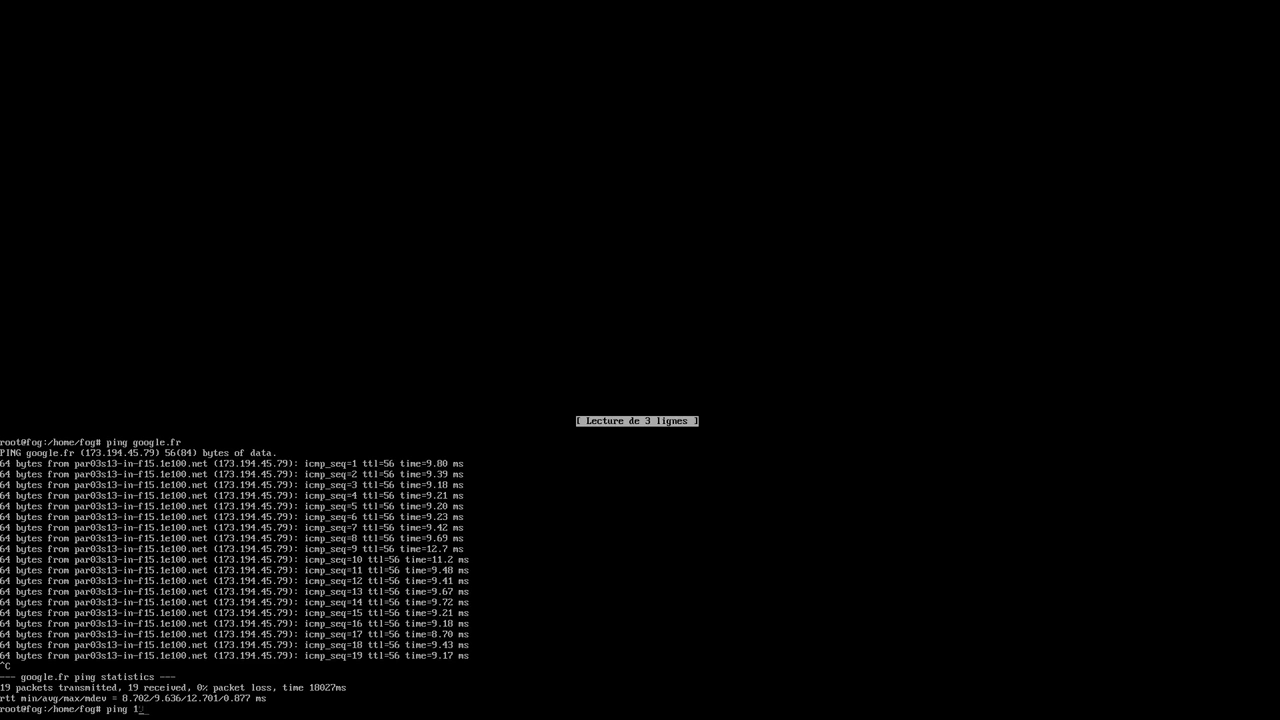 [ Lecture de 3 lignes ]
root@fog:/home/fog# ping google.fr
PING google.fr (173.194.45.79) 56(84) bytes of data.
64 bytes from par03s13-in-f15.1e100.net (173.194.45.79): icmp_seq=1 ttl=56 time=9.80 ms
64 bytes from par03s13-in-f15.1e100.net (173.194.45.79): icmp_seq=2 ttl=56 time=9.39 ms
64 bytes from par03s13-in-f15.1e100.net (173.194.45.79): icmp_seq=3 ttl=56 time=9.18 ms
64 bytes from par03s13-in-f15.1e100.net (173.194.45.79): icmp_seq=4 ttl=56 time=9.21 ms
64 bytes from par03s13-in-f15.1e100.net (173.194.45.79): icmp_seq=5 ttl=56 time=9.20 ms
64 bytes from par03s13-in-f15.1e100.net (173.194.45.79): icmp_seq=6 ttl=56 time=9.23 ms
64 bytes from par03s13-in-f15.1e100.net (173.194.45.79): icmp_seq=7 ttl=56 time=9.42 ms
64 bytes from par03s13-in-f15.1e100.net (173.194.45.79): icmp_seq=8 ttl=56 time=9.69 ms
64 bytes from par03s13-in-f15.1e100.net (173.194.45.79): icmp_seq=9 ttl=56 time=12.7 ms
64 bytes from par03s13-in-f15.1e100.net (173.194.45.79): icmp_seq=10 ttl=56 time=11.2 ms
64 bytes from par03s13-in-f15.1e100.net (173.194.45.79): icmp_seq=11 ttl=56 time=9.48 ms
64 bytes from par03s13-in-f15.1e100.net (173.194.45.79): icmp_seq=12 ttl=56 time=9.41 ms
64 bytes from par03s13-in-f15.1e100.net (173.194.45.79): icmp_seq=13 ttl=56 time=9.67 ms
64 bytes from par03s13-in-f15.1e100.net (173.194.45.79): icmp_seq=14 ttl=56 time=9.72 ms
64 bytes from par03s13-in-f15.1e100.net (173.194.45.79): icmp_seq=15 ttl=56 time=9.21 ms
64 bytes from par03s13-in-f15.1e100.net (173.194.45.79): icmp_seq=16 ttl=56 time=9.18 ms
64 bytes from par03s13-in-f15.1e100.net (173.194.45.79): icmp_seq=17 ttl=56 time=8.70 ms
64 bytes from par03s13-in-f15.1e100.net (173.194.45.79): icmp_seq=18 ttl=56 time=9.43 ms
64 bytes from par03s13-in-f15.1e100.net (173.194.45.79): icmp_seq=19 ttl=56 time=9.17 ms
^C
--- google.fr ping statistics ---
19 packets transmitted, 19 received, 0% packet loss, time 18027ms
rtt min/avg/max/mdev = 8.702/9.636/12.701/0.877 ms
root@fog:/home/fog# ping 1